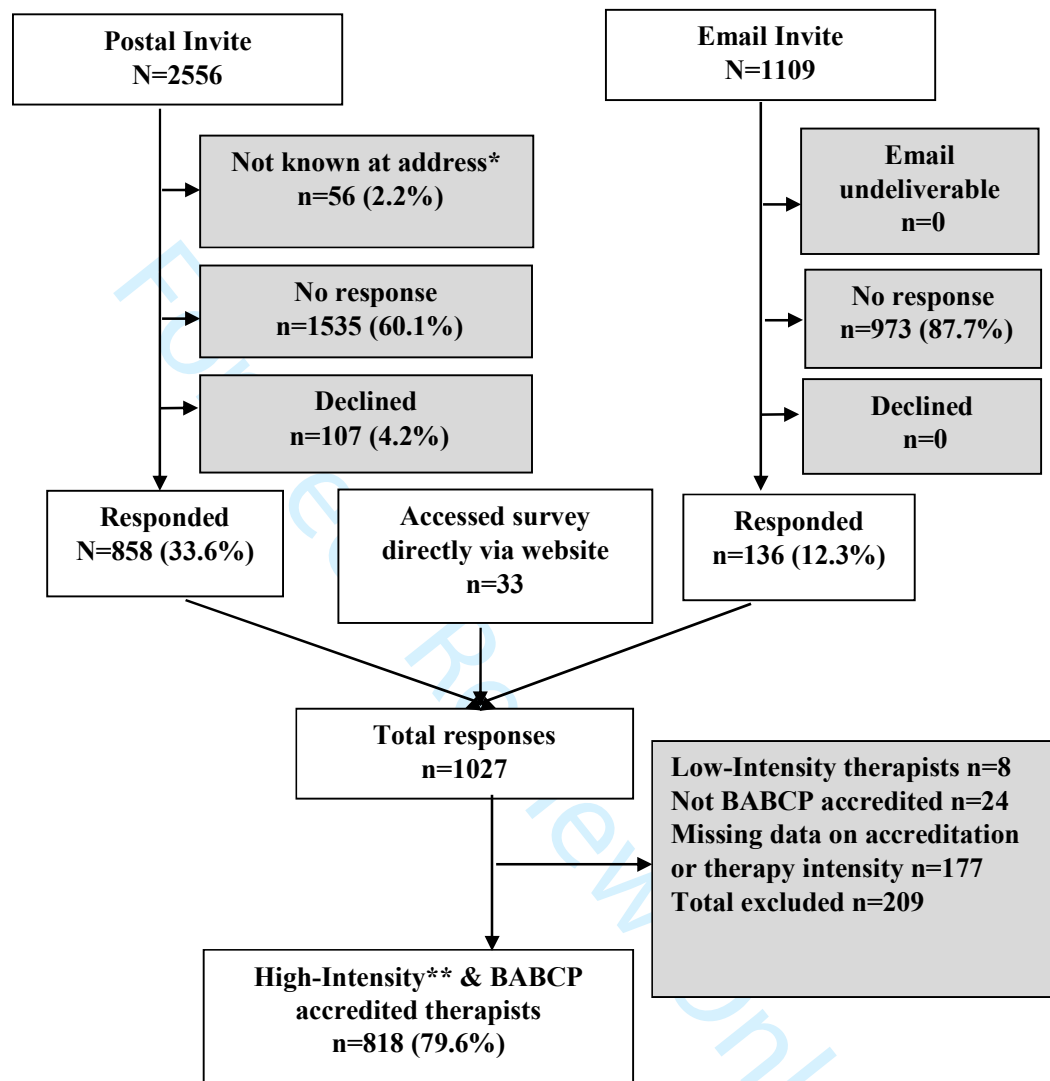 Postal Invite
N=2556
Email Invite
N=1109
Not known at address*
n=56 (2.2%)
Email
undeliverable
n=0
No response
n=1535 (60.1%)
No response
n=973 (87.7%)
Declined
n=107 (4.2%)
Declined
n=0
Responded
N=858 (33.6%)
Accessed survey
directly via website
n=33
Responded
n=136 (12.3%)
Total responses
n=1027
Low-Intensity therapists n=8
Not BABCP accredited n=24
Missing data on accreditation
or therapy intensity n=177
Total excluded n=209
High-Intensity** & BABCP
accredited therapists
n=818 (79.6%)